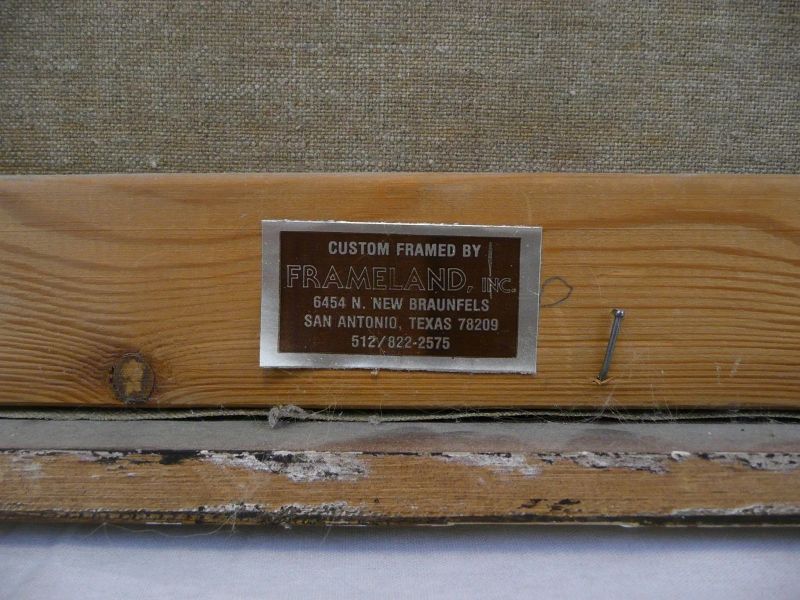 CUSTOM FRAMED BY
FRAMELAND, INC.
6454 N. NEW BRAUNFELS
SAN ANTONIO, TEXAS 78209
512/822-2575